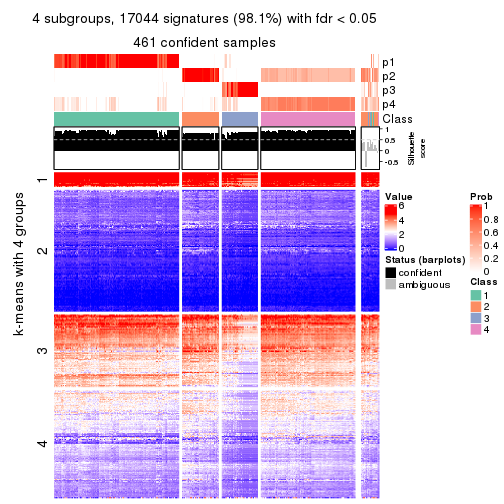 4 subgroups, 17044 signatures (98.1%) with fdr < 0.05
461 confident samples
p1
p2
p3
p4
Class
1
0.5
0
-0.5
Silhouette
score
k-means with 4 groups
1
2
3
4
Value
6
4
2
0
Status (barplots)
confident
ambiguous
Prob
1
0.8
0.6
0.4
0.2
0
Class
1
2
3
4